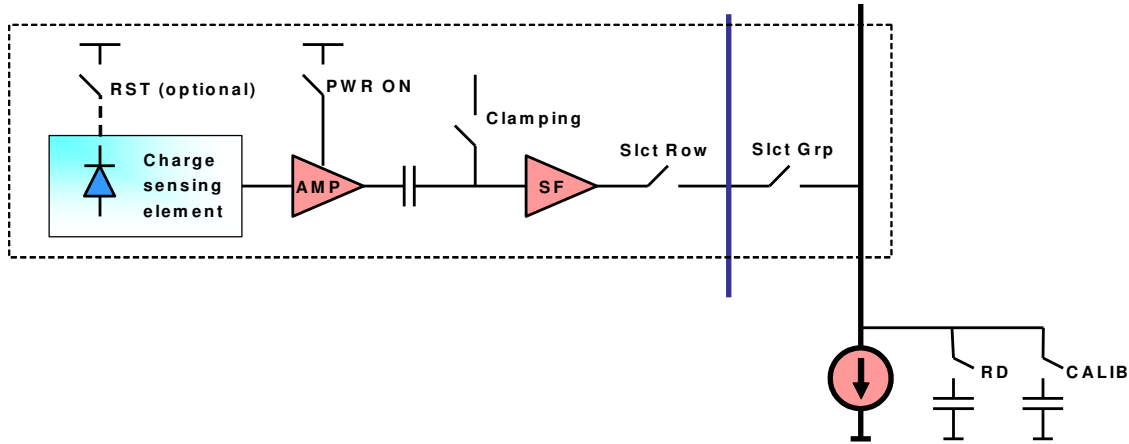 RST (optional)
PWR ON
Clamping
Slct Row
Slct Grp
Charge
sensing
element
AMP
SF
RD
CALIB